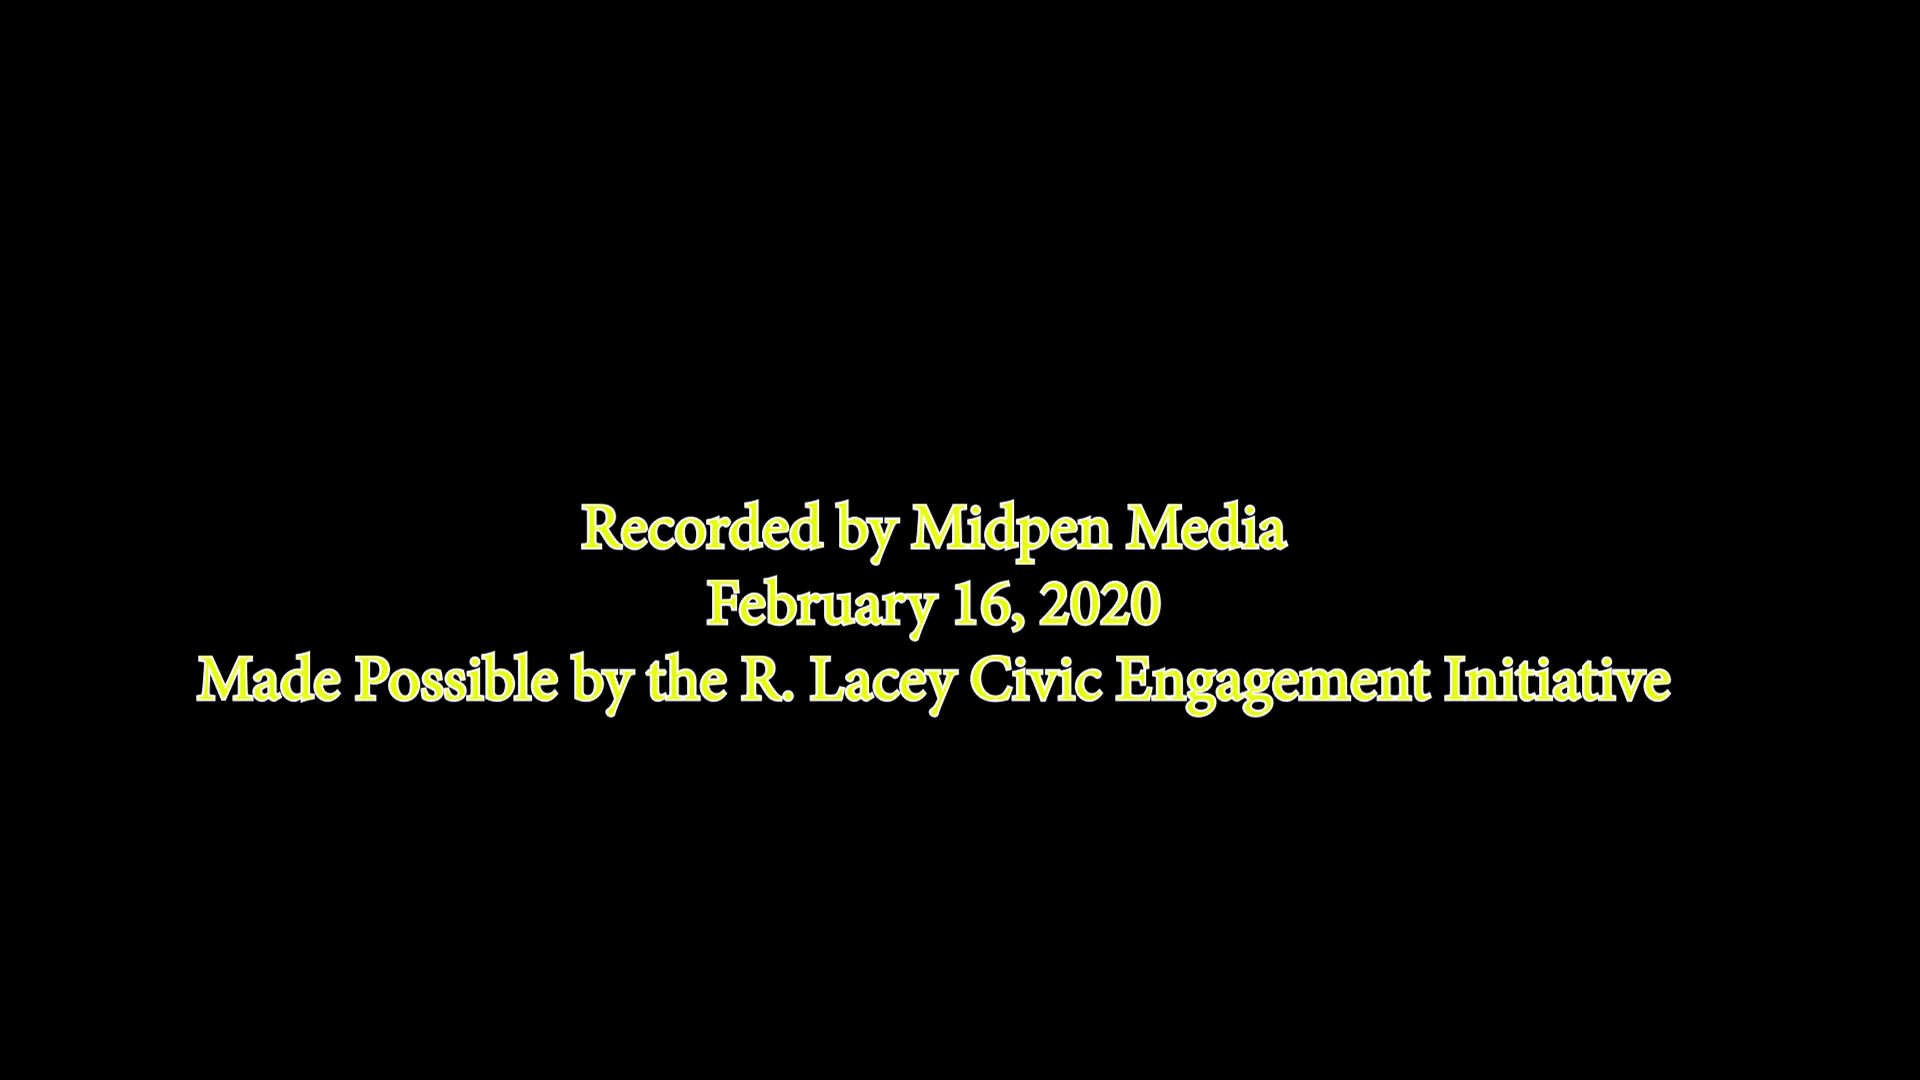 Recorded by Midpen Media
February 16, 2020
Made Possible by the R. Lacey Civic Engagement Initiative